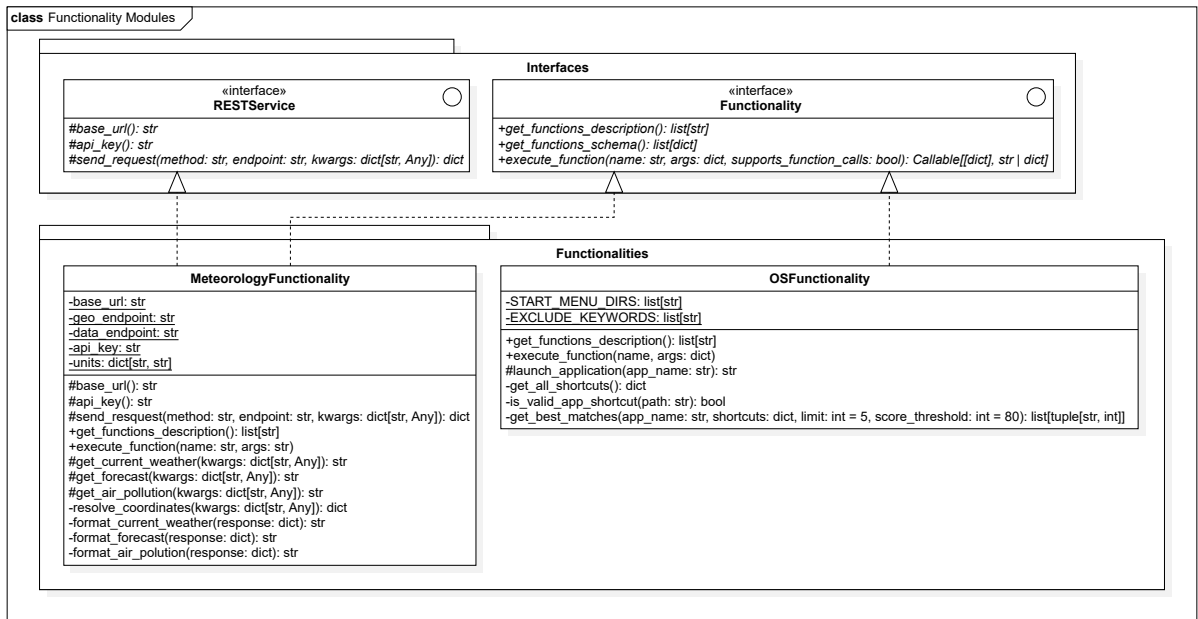 class Functionality Modules
Interfaces
«interface»
RESTService
#base_url(): str
#api_key(): str
#send_request(method: str, endpoint: str, kwargs: dict[str, Any]): dict
«interface»
Functionality
+get_functions_description(): list[str]
+get_functions_schema(): list[dict]
+execute_function(name: str, args: dict, supports_function_calls: bool): Callable[[dict], str | dict]
Functionalities
MeteorologyFunctionality
-base_url: str
-geo_endpoint: str
-data_endpoint: str
-api_key: str
-units: dict[str, str]
#base_url(): str
#api_key(): str
#send_resquest(method: str, endpoint: str, kwargs: dict[str, Any]): dict
+get_functions_description(): list[str]
+execute_function(name: str, args: str)
#get_current_weather(kwargs: dict[str, Any]): str
#get_forecast(kwargs: dict[str, Any]): str
#get_air_pollution(kwargs: dict[str, Any]): str
-resolve_coordinates(kwargs: dict[str, Any]): dict
-format_current_weather(response: dict): str
-format_forecast(response: dict): str
-format_air_polution(response: dict): str
OSFunctionality
-START_MENU_DIRS: list[str]
-EXCLUDE_KEYWORDS: list[str]
+get_functions_description(): list[str]
+execute_function(name, args: dict)
#launch_application(app_name: str): str
-get_all_shortcuts(): dict
-is_valid_app_shortcut(path: str): bool
-get_best_matches(app_name: str, shortcuts: dict, limit: int = 5, score_threshold: int = 80): list[tuple[str, int]]